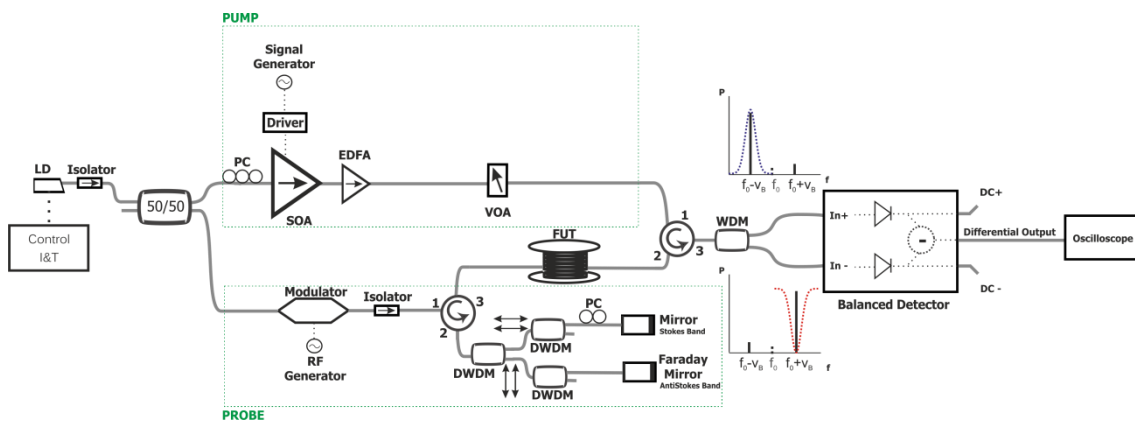 PUMP
Signal
Generator
Driver
LD
Isolator
PC
EDFA
50/50
SOA
VOA
Control
I&T
FUT
1
2
3
WDM
P
f₀-νB
f₀
f₀+νB
f
In+
In -
-
DC+
Differential Output
DC -
Oscilloscope
Balanced Detector
Modulator
Isolator
RF
Generator
1
3
2
PC
Mirror
Stokes Band
DWDM
DWDM
Faraday
Mirror
AntiStokes Band
DWDM
P
f₀-νB
f₀
f₀+νB
f
PROBE